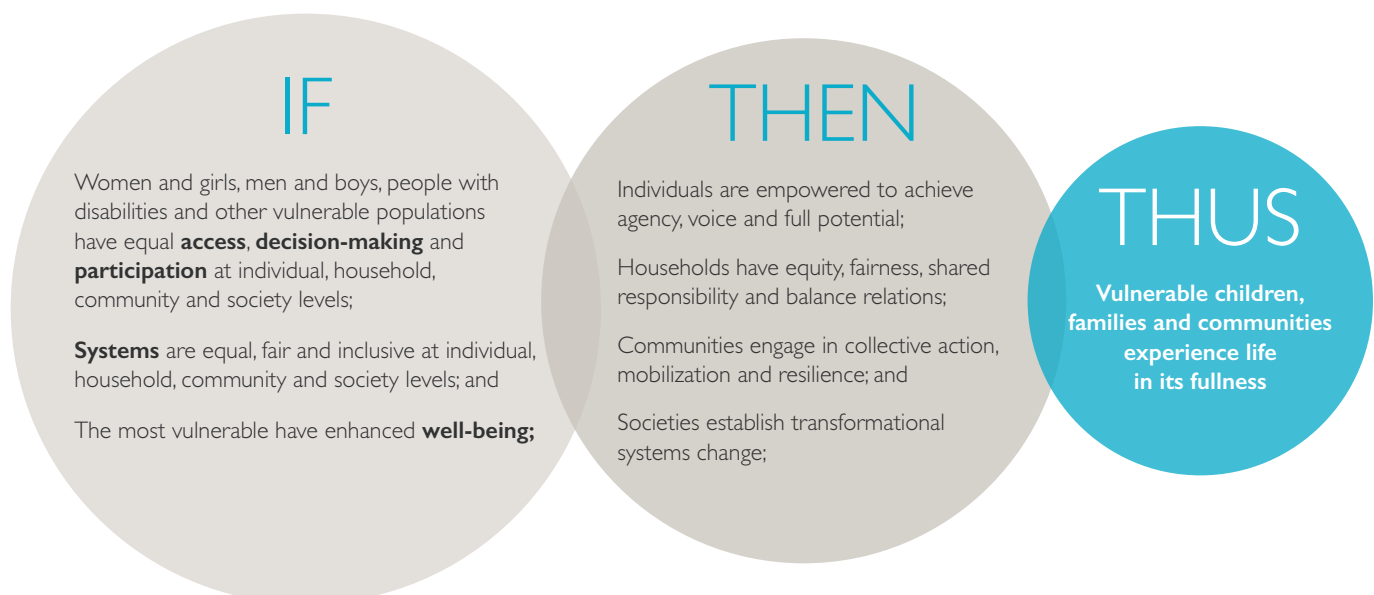 IF
Women and girls, men and boys, people with
disabilities and other vulnerable populations
have equal access, decision-making and
participation at individual, household,
community and society levels;
Systems are equal, fair and inclusive at individual,
household, community and society levels; and
The most vulnerable have enhanced well-being;
THEN
Individuals are empowered to achieve
agency, voice and full potential;
Households have equity, fairness, shared
responsibility and balance relations;
Communities engage in collective action,
mobilization and resilience; and
Societies establish transformational
systems change;
THUS
Vulnerable children,
families and communities
experience life
in its fullness